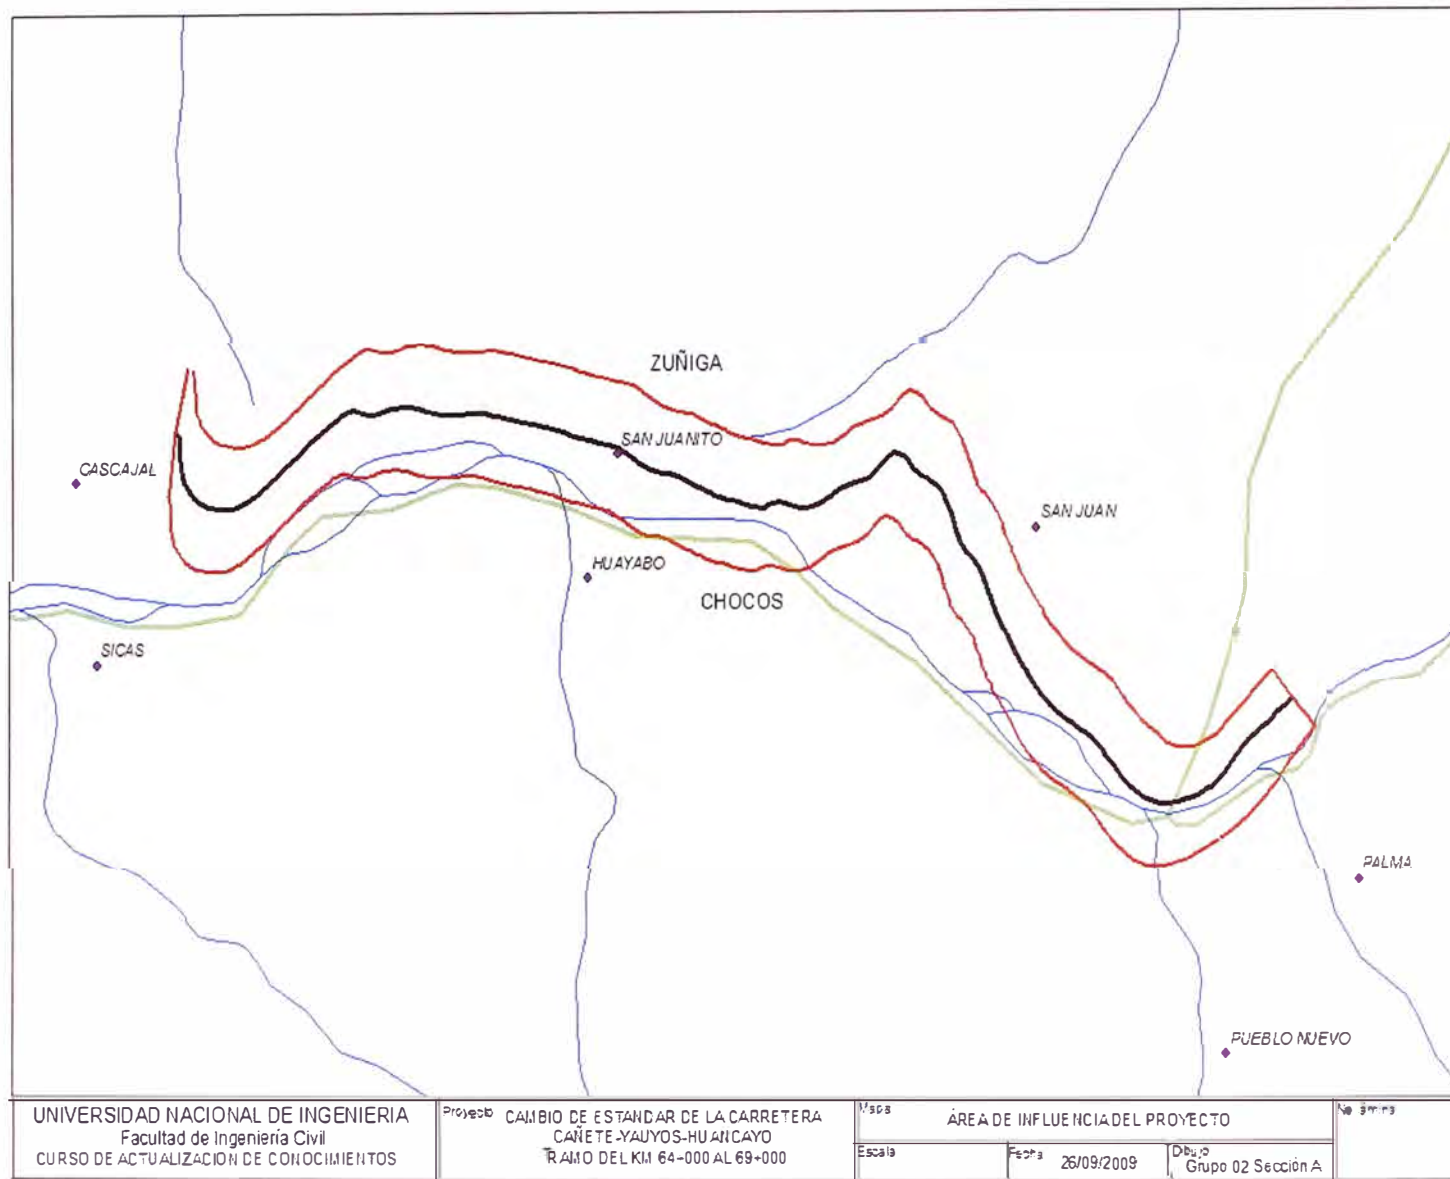 ZUÑIGA
SAN JUANITO
CASCAJAL
SAN JUAN
HUAYABO
CHOCOS
SICAS
PALMA
PUEBLO NUEVO
UNIVERSIDAD NACIONAL DE INGENIERIA
Facultad de Ingeniería Civil
CURSO DE ACTUALIZACION DE CONOCIMIENTOS
Proyecto
CAMBIO DE ESTANDAR DE LA CARRETERA
CAÑETE-YAUYOS-HUANCAYO
TRAMO DEL KM 64+000 AL 69+000
Mapa
ÁREA DE INFLUENCIA DEL PROYECTO
Escala
Fecha
26/09/2009
Dibujo
Grupo 02 Sección A